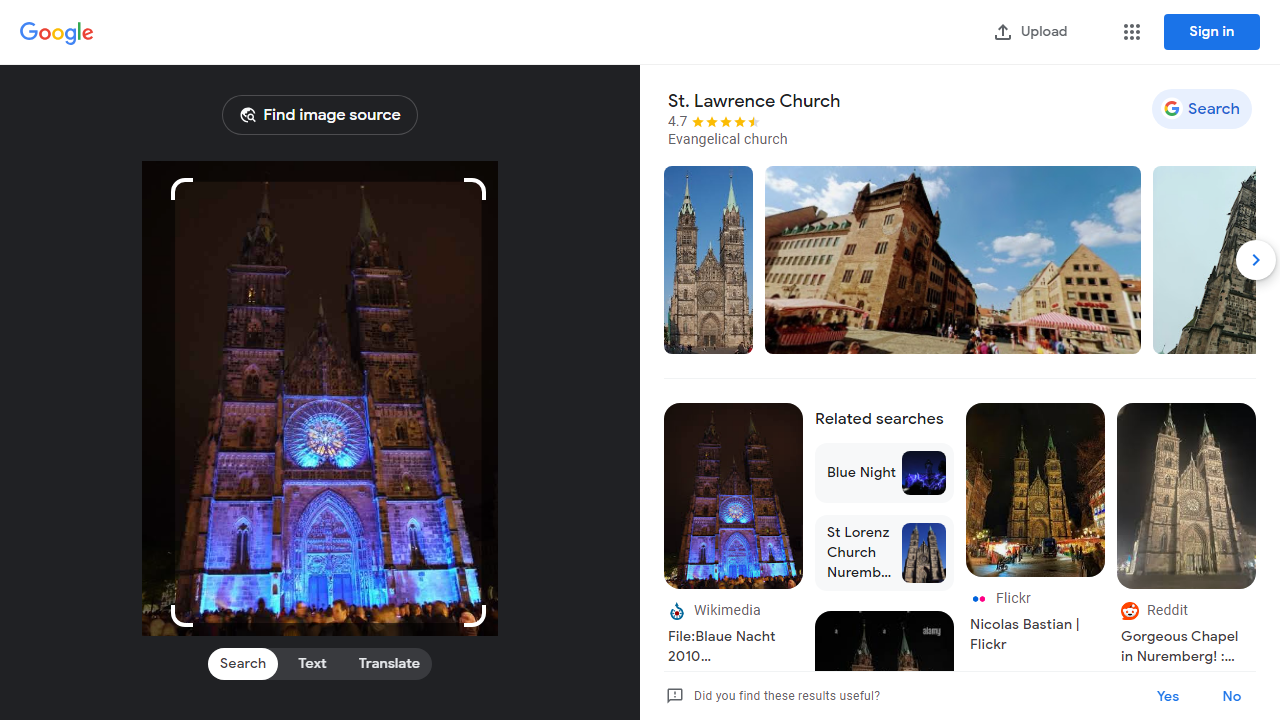 Google
Upload
Sign in
Find image source
St. Lawrence Church
Search
4.7
Evangelical church
Related searches
Blue Night
St Lorenz
Church
Nuremb...
alamy
Wikimedia
File:Blaue Nacht
2010...
Flickr
Nicolas Bastian |
Flickr
Reddit
Gorgeous Chapel
in Nuremberg! :...
Search
Text
Translate
Did you find these results useful?
Yes
No